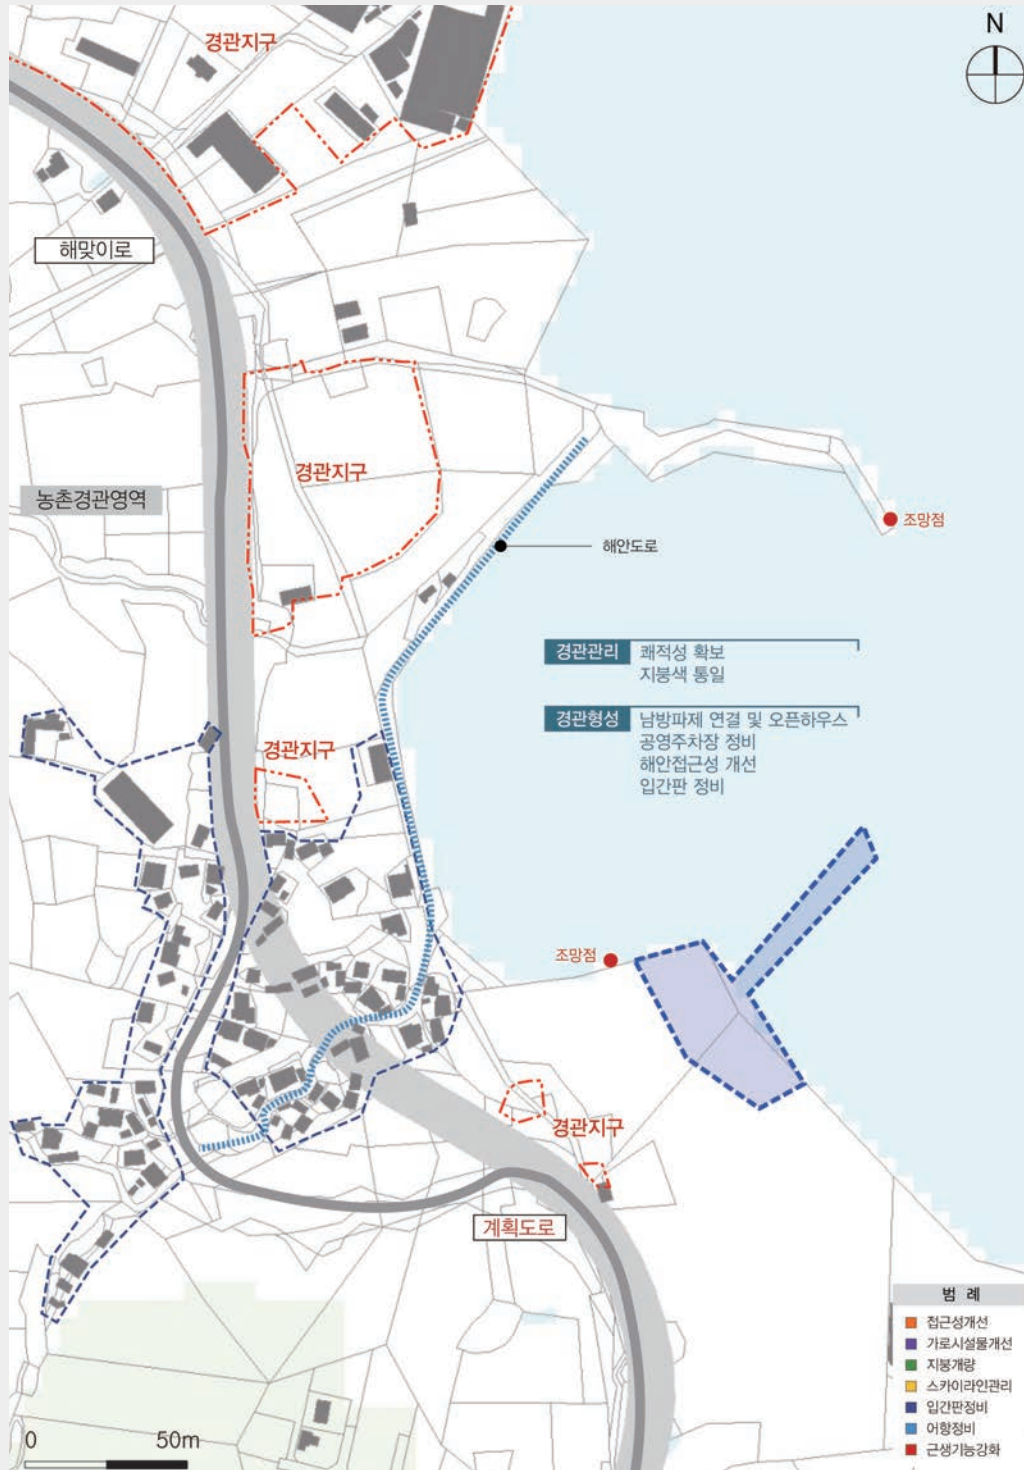 N
경관지구
해맞이로
경관지구
농촌경관영역
조망점
해안도로
경관관리 쾌적성 확보
지붕색 통일
경관형성 남방파제 연결 및 오픈하우스
공영주차장 정비
해안접근성 개선
입간판 정비
경관지구
조망점
경관지구
계획도로
범 례
접근성개선
가로시설물개선
지붕개량
스카이라인관리
입간판정비
어항정비
근생기능강화
0 50m